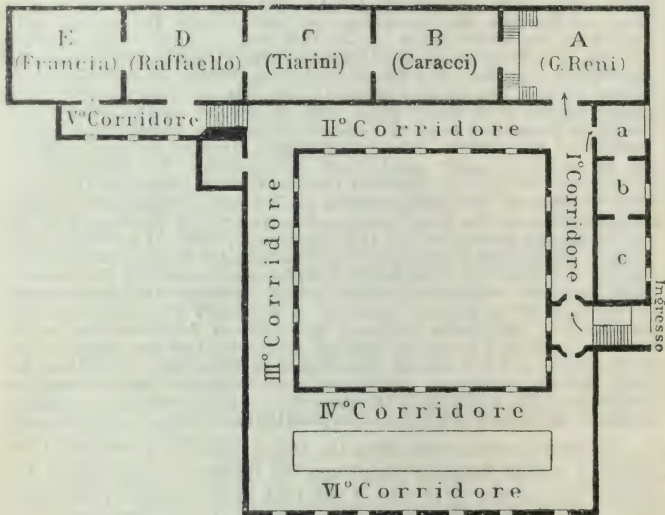 E D C B A
(Francia) (Raffaello) (Tiarini) (Caracci) (G. Reni)
V° Corridore
II° Corridore
a
b
c
I° Corridore
III° Corridore
Ingresso
IV° Corridore
VI° Corridore